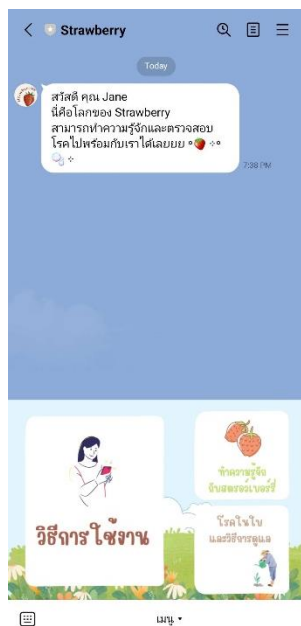 Strawberry
Today
สวัสดี คุณ Jane
นี่คือโลกของ Strawberry
สามารถทำความรู้จักและตรวจสอบ
โรคไปพร้อมกับเราได้เลยยย
7:38 PM
วิธีการใช้งาน
ทำความรู้จัก
กับสตรอว์เบอร์รี่
โรคในใบ
และวิธีการดูแล
เมนู